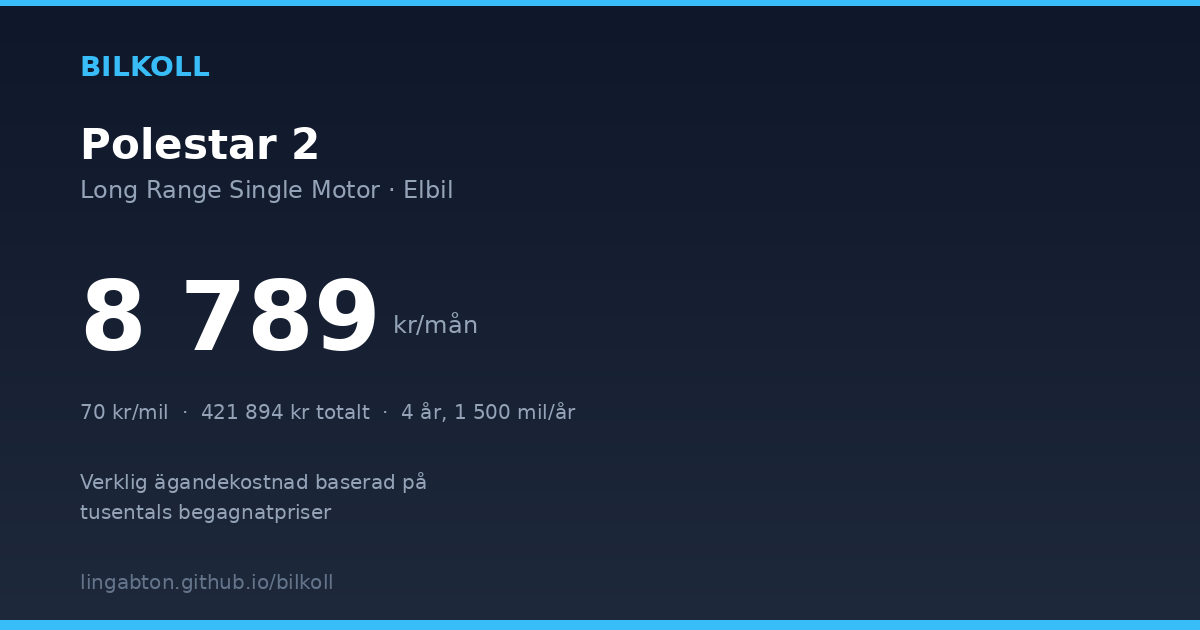 BILKOLL
Polestar 2
Long Range Single Motor · Elbil
8 789 kr/mån
70 kr/mil · 421 894 kr totalt · 4 år, 1 500 mil/år
Verklig ägandekostnad baserad på
tusentals begagnatpriser
lingabton.github.io/bilkoll